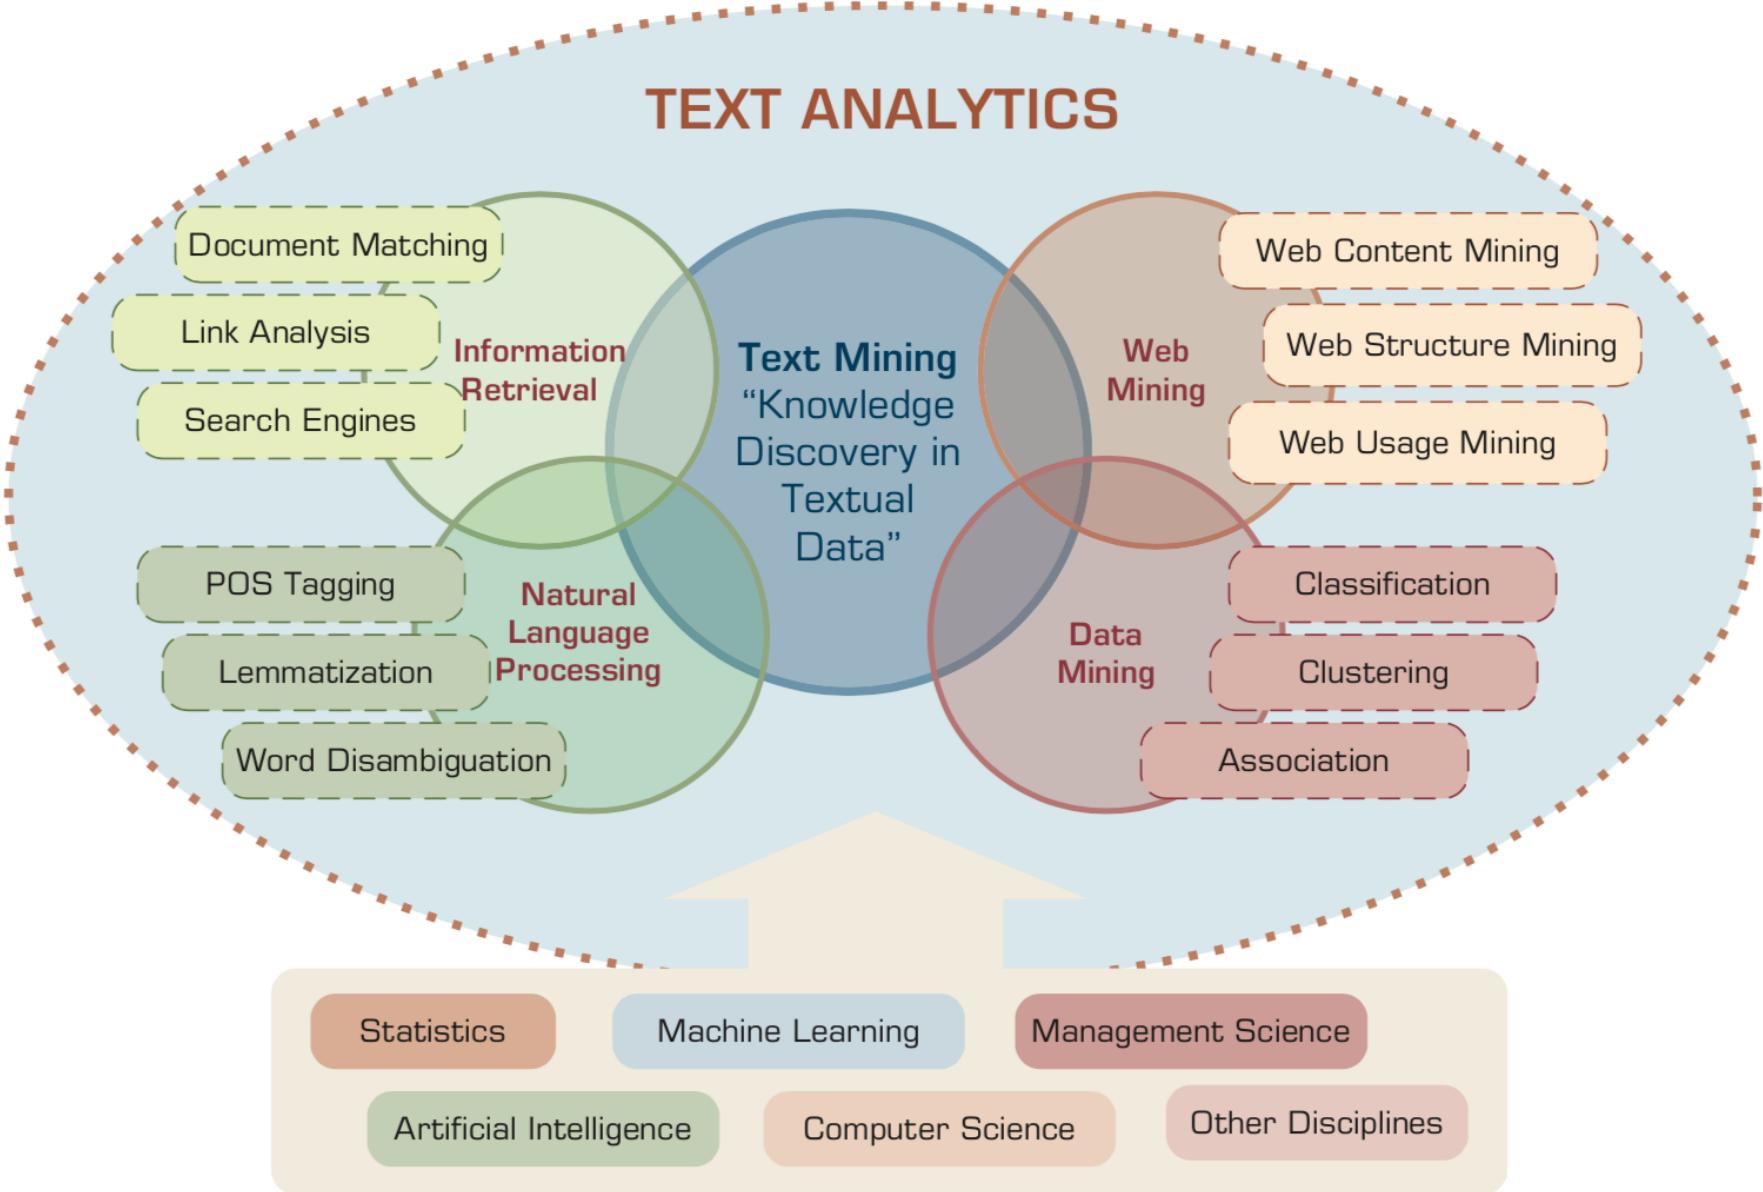 TEXT ANALYTICS
Document Matching
Link Analysis
Search Engines
Information
Retrieval
POS Tagging
Lemmatization
Word Disambiguation
Natural
Language
Processing
Text Mining
“Knowledge
Discovery in
Textual
Data”
Web
Mining
Web Content Mining
Web Structure Mining
Web Usage Mining
Data
Mining
Classification
Clustering
Association
Statistics
Machine Learning
Management Science
Artificial Intelligence
Computer Science
Other Disciplines